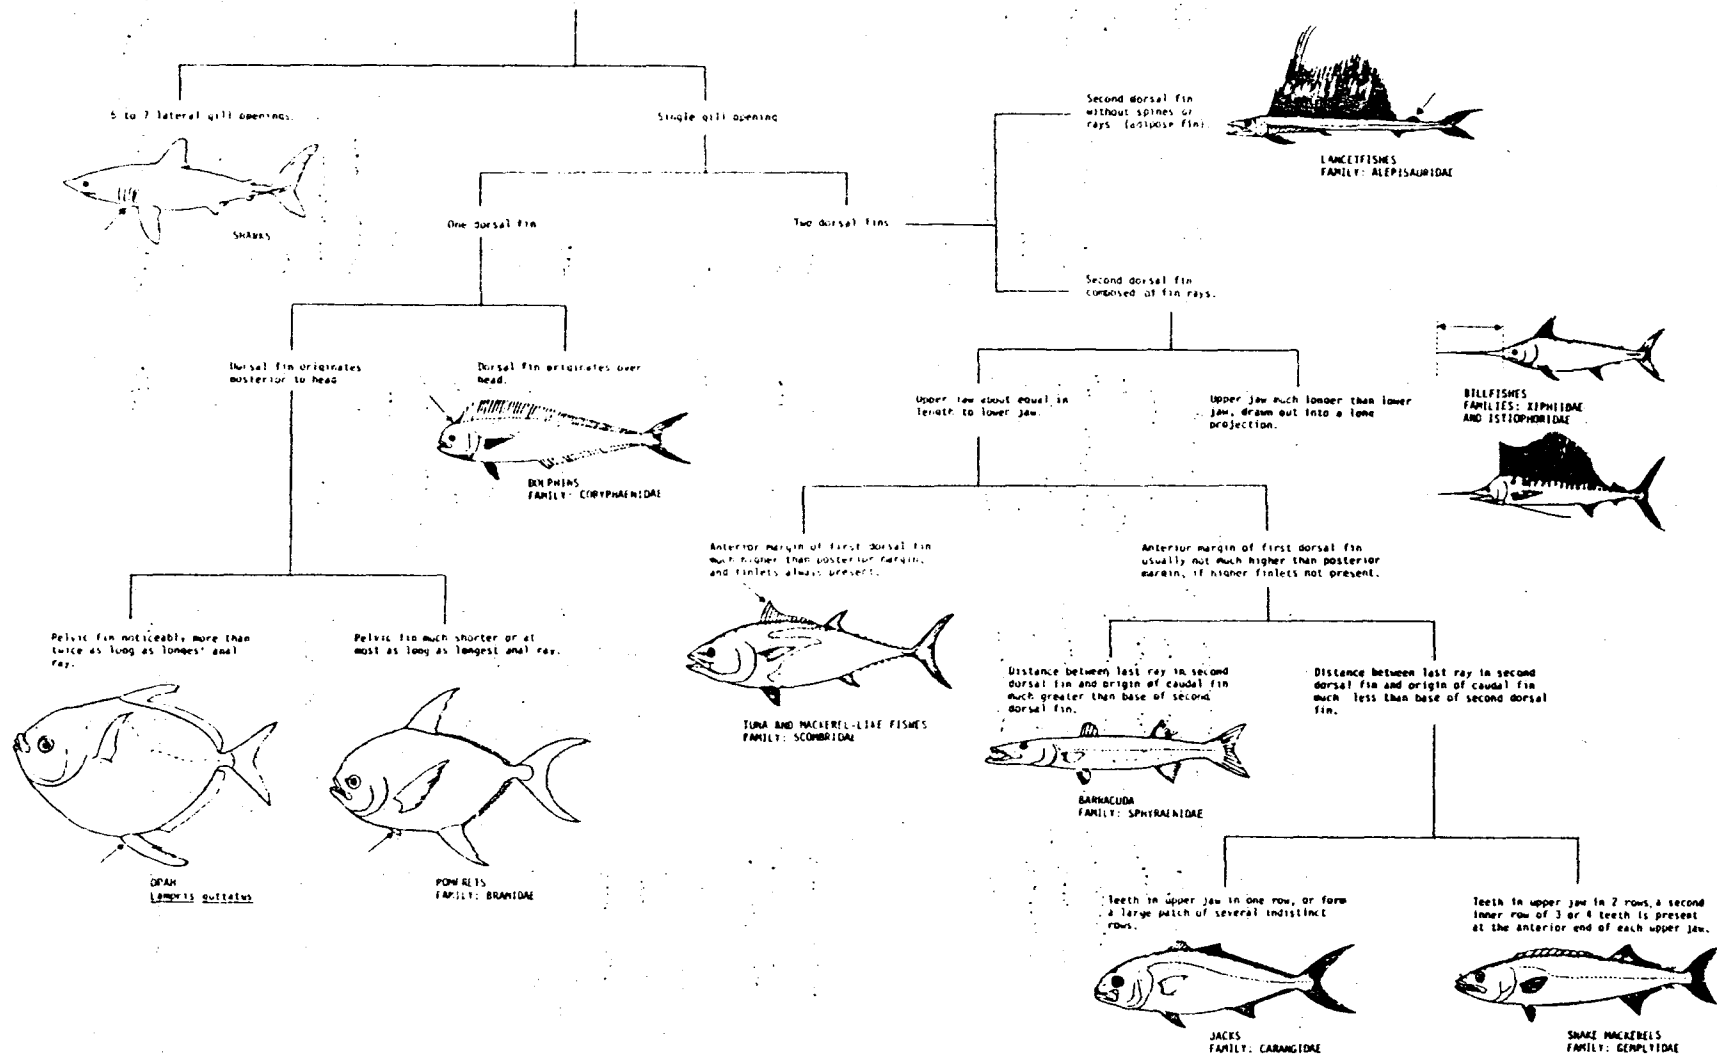 5 to 7 lateral gill openings.
SHARKS
Single gill opening
One dorsal fin
Two dorsal fins
Second dorsal fin
without spines or
rays (adipose fin).
LANCETFISHES
FAMILY: ALEPISAURIDAE
Second dorsal fin
composed of fin rays.
Dorsal fin originates
posterior to head
Dorsal fin originates over
head.
DOLPHINS
FAMILY: CORYPHAENIDAE
Upper jaw about equal in
length to lower jaw.
Upper jaw much longer than lower
jaw, drawn out into a long
projection.
BILLFISHES
FAMILIES: XIPHIIDAE
AND ISTIOPHORIDAE
Anterior margin of first dorsal fin
much higher than posterior margin,
and finlets always present.
TUNA AND MACKEREL-LIKE FISHES
FAMILY: SCOMBRIDAE
Anterior margin of first dorsal fin
usually not much higher than posterior
margin, if higher finlets not present.
Pelvic fin noticeably more than
twice as long as longest anal
ray.
OPAH
Lampris guttatus
Pelvic fin much shorter or at
most as long as longest anal ray.
POMFRETS
FAMILY: BRAMIDAE
Distance between last ray in second
dorsal fin and origin of caudal fin
much greater than base of second
dorsal fin.
BARRACUDA
FAMILY: SPHYRAENIDAE
Distance between last ray in second
dorsal fin and origin of caudal fin
much less than base of second dorsal
fin.
Teeth in upper jaw in one row, or form
a large patch of several indistinct
rows.
JACKS
FAMILY: CARANGIDAE
Teeth in upper jaw in 2 rows, a second
inner row of 3 or 4 teeth is present
at the anterior end of each upper jaw.
SNAKE MACKERELS
FAMILY: GEMPLYIDAE